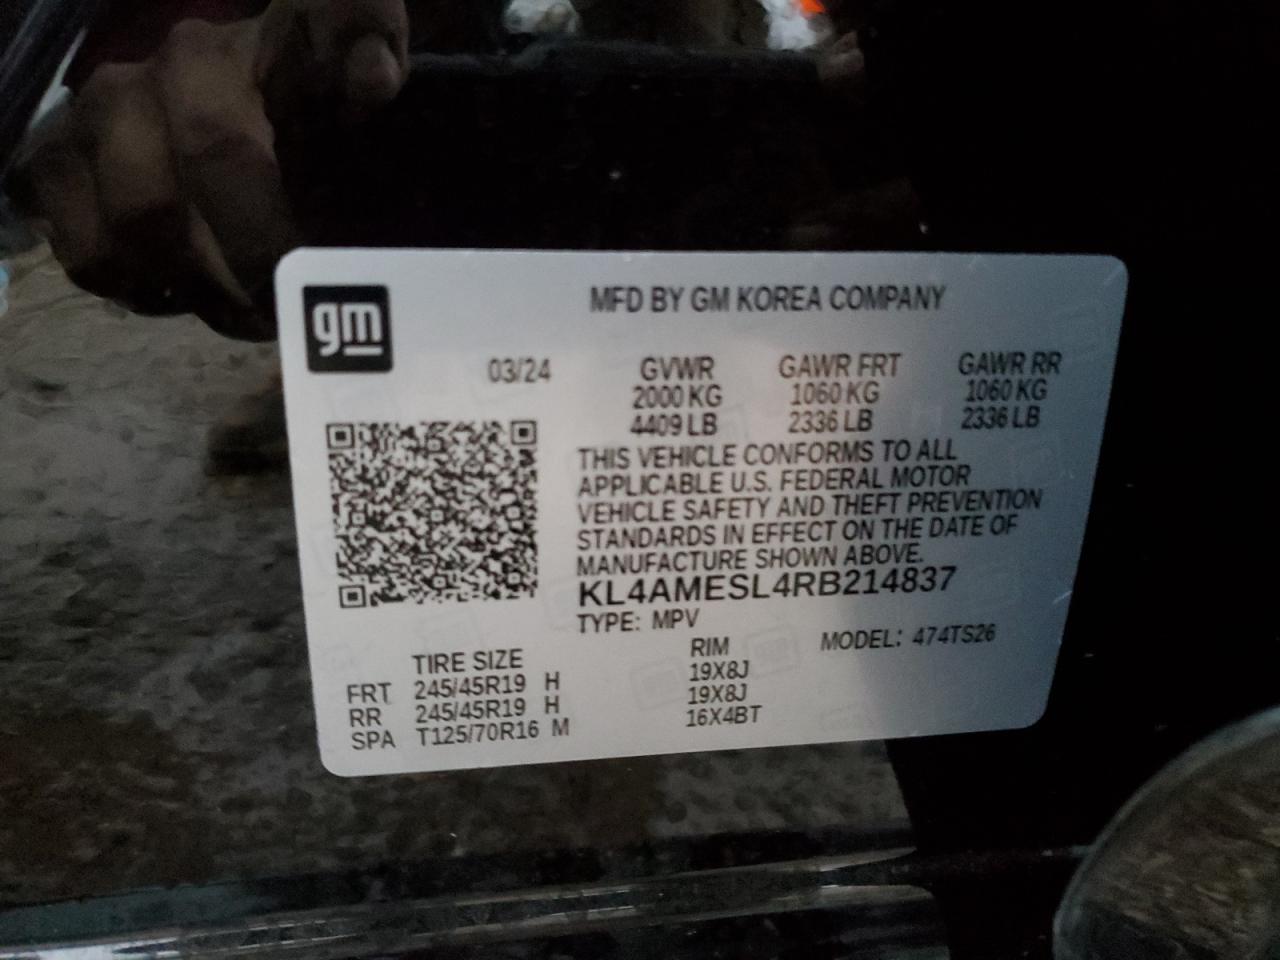 gm
MFD BY GM KOREA COMPANY
03/24 GVWR GAWR FRT GAWR RR
2000 KG 1060 KG 1060 KG
4409 LB 2336 LB 2336 LB
THIS VEHICLE CONFORMS TO ALL
APPLICABLE U.S. FEDERAL MOTOR
VEHICLE SAFETY AND THEFT PREVENTION
STANDARDS IN EFFECT ON THE DATE OF
MANUFACTURE SHOWN ABOVE.
KL4AMESL4RB214837
TYPE: MPV
MODEL: 474TS26
TIRE SIZE RIM
FRT 245/45R19 H 19X8J
RR 245/45R19 H 19X8J
SPA T125/70R16 M 16X4BT